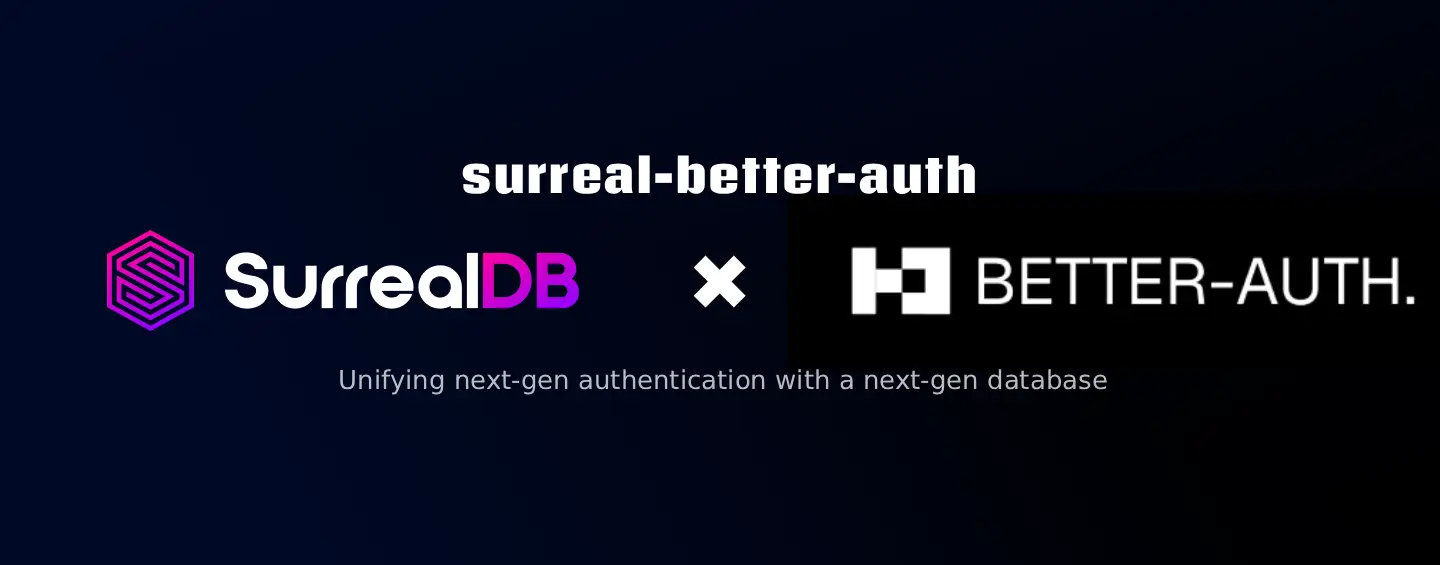 surreal-better-auth
SurrealDB ✖ BETTER-AUTH.
Unifying next-gen authentication with a next-gen database